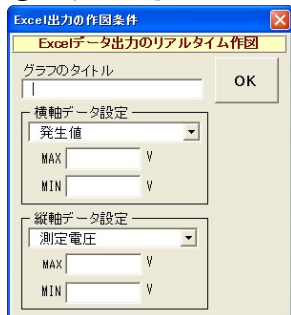 Excel出力の作図条件
Excelデータ出力のリアルタイム作図
グラフのタイトル
OK
横軸データ設定
発生値
MAX V
MIN V
縦軸データ設定
測定電圧
MAX V
MIN V